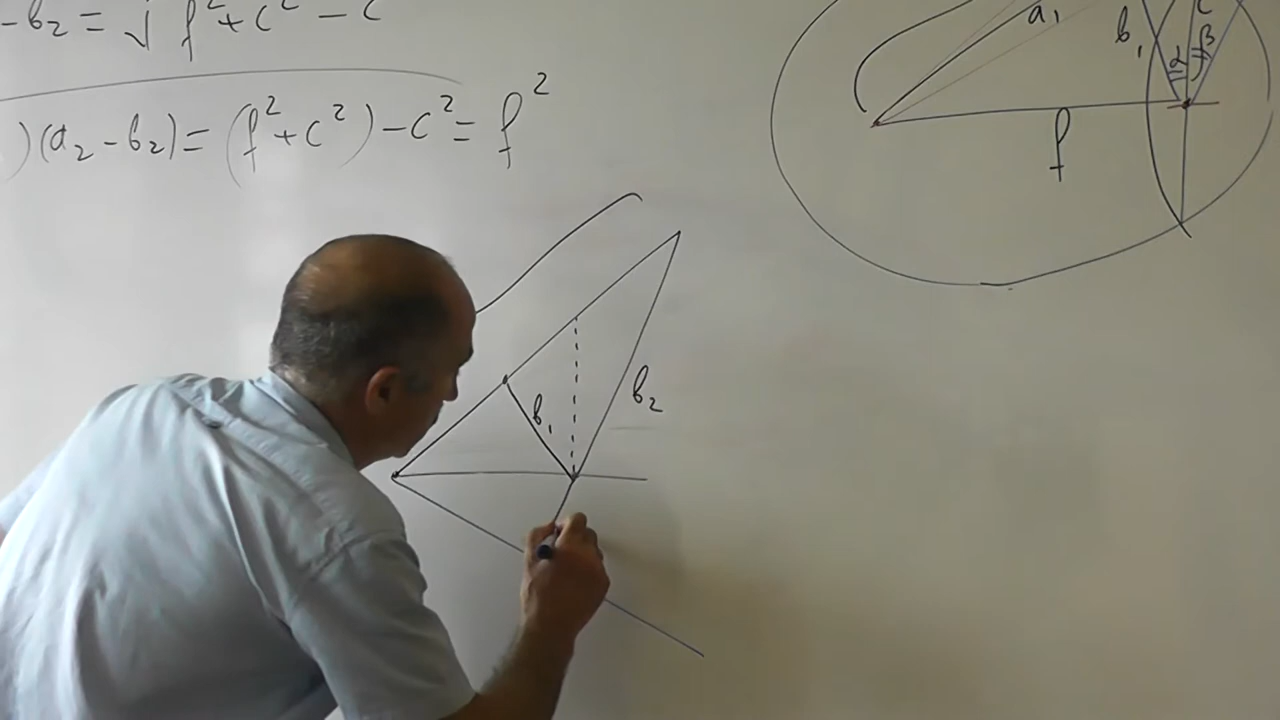 - b₂ = √f² + c² - c
)(a₂ - b₂) = (f² + c²) - c² = f²
a₁
b₁
c
α
β
f
b₁
b₂